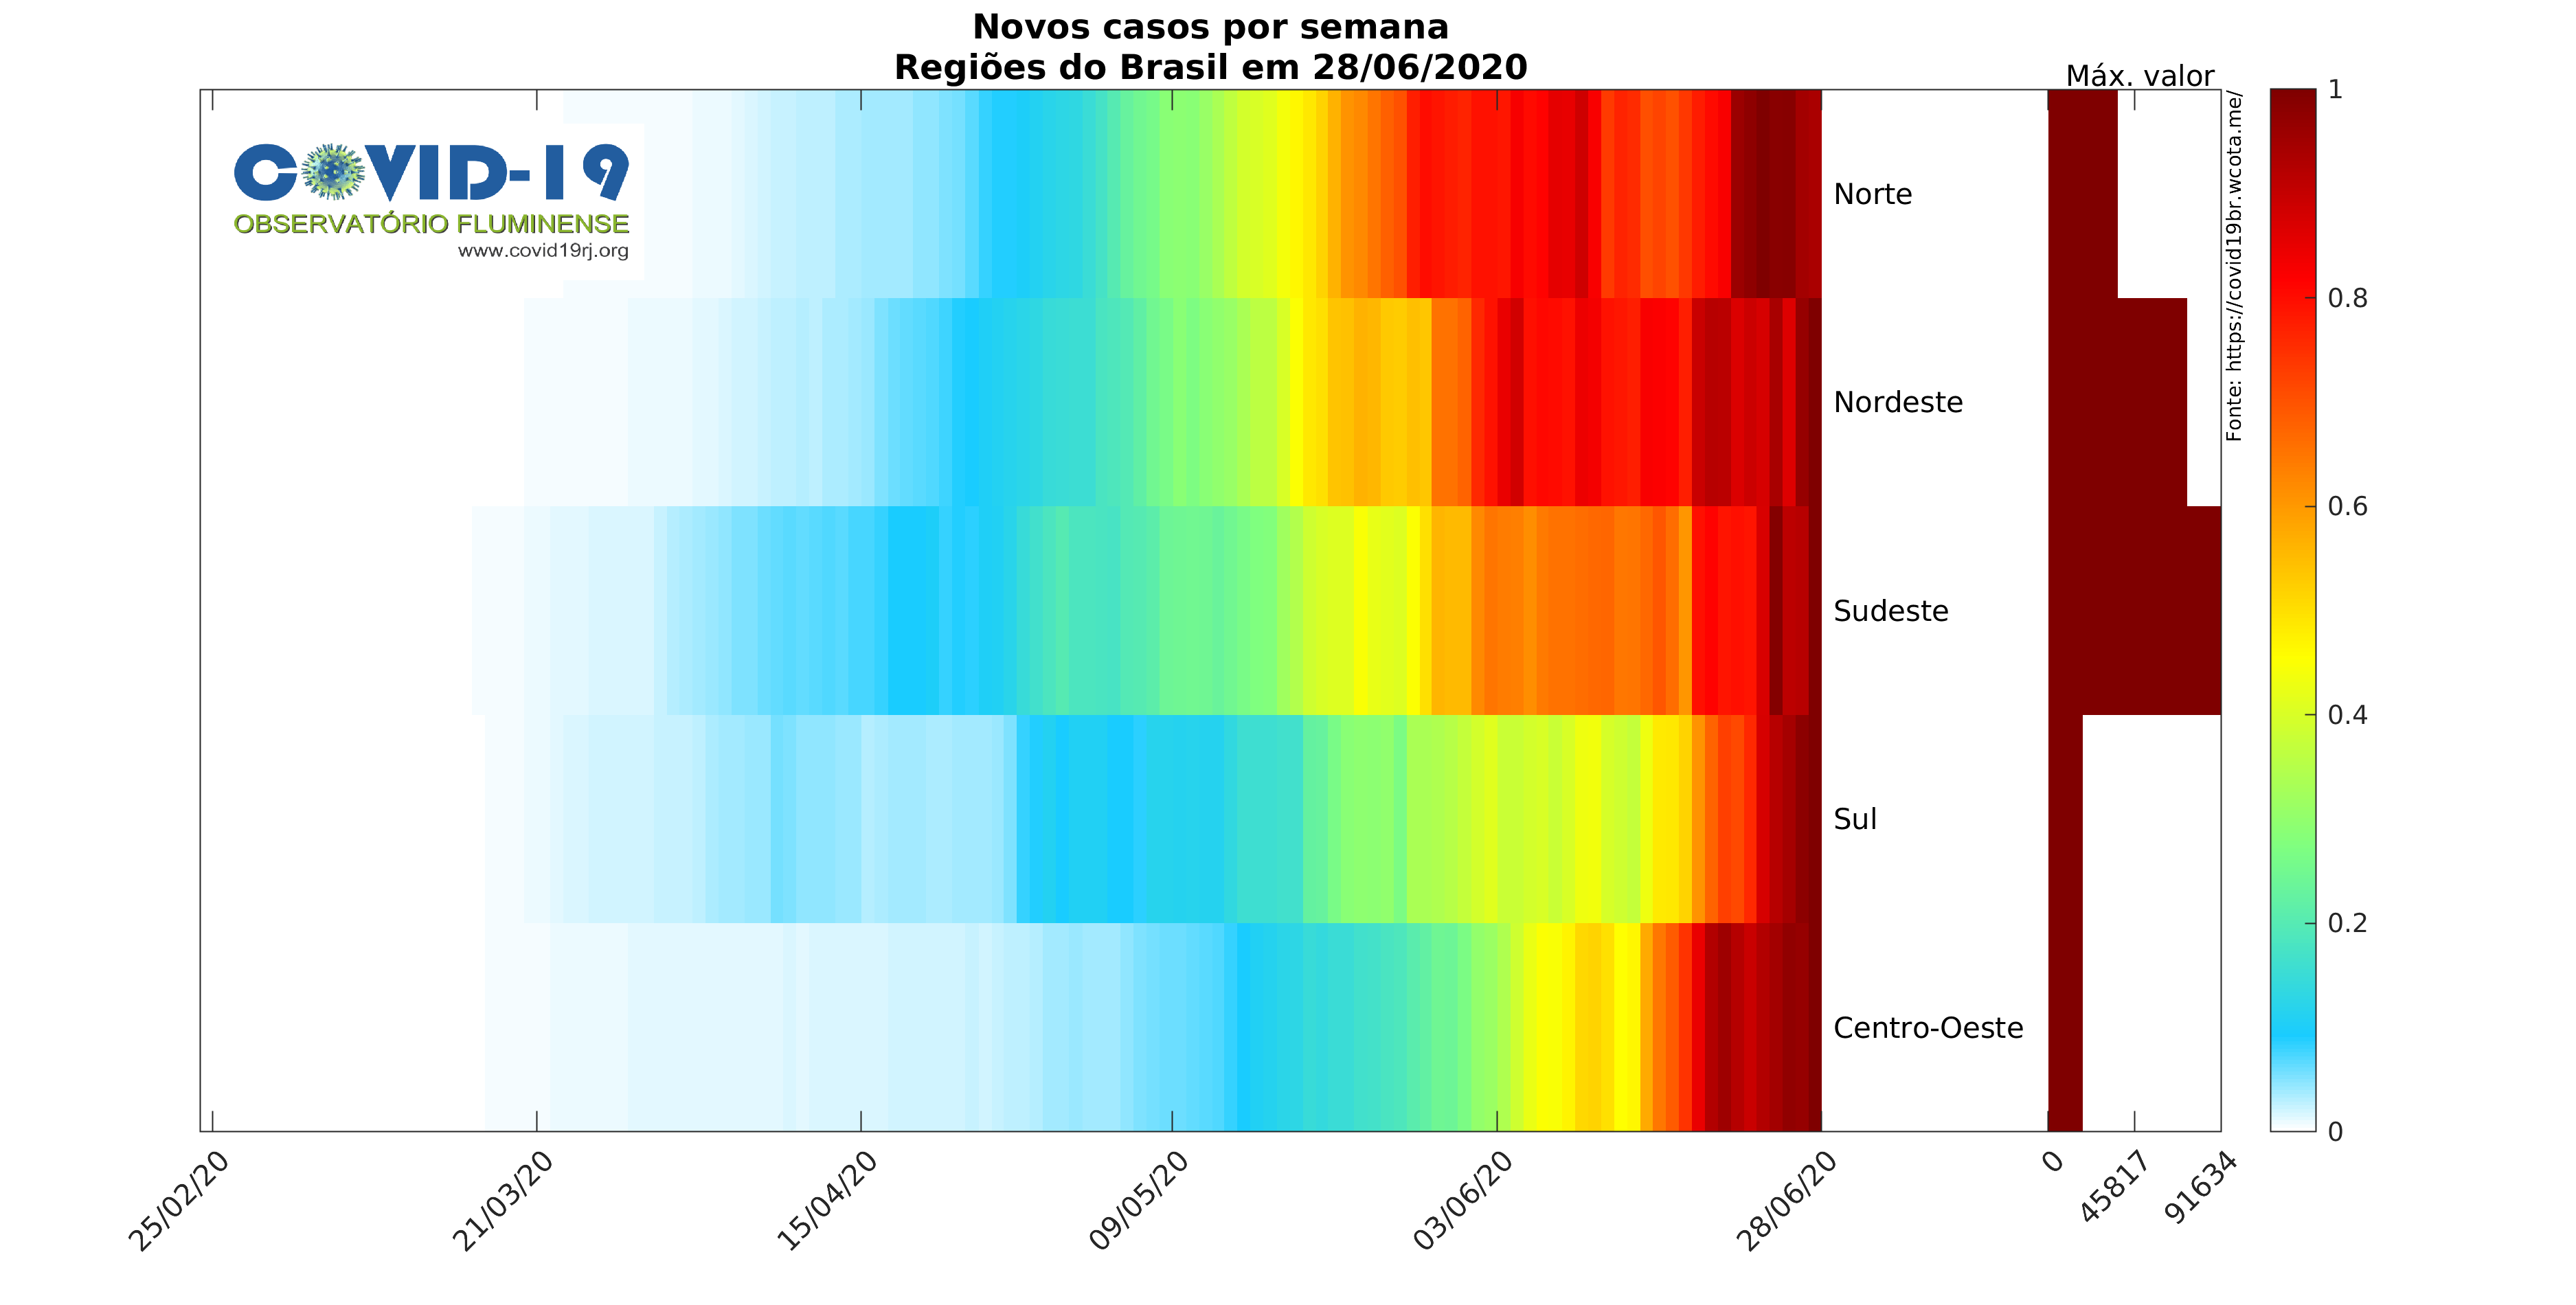 Novos casos por semana
Regiões do Brasil em 28/06/2020
Máx. valor
COVID-19
OBSERVATÓRIO FLUMINENSE
www.covid19rj.org
Norte
Nordeste
Sudeste
Sul
Centro-Oeste
Fonte: https://covid19br.wcota.me/
1
0.8
0.6
0.4
0.2
0
25/02/20
21/03/20
15/04/20
09/05/20
03/06/20
28/06/20
0
45817
91634